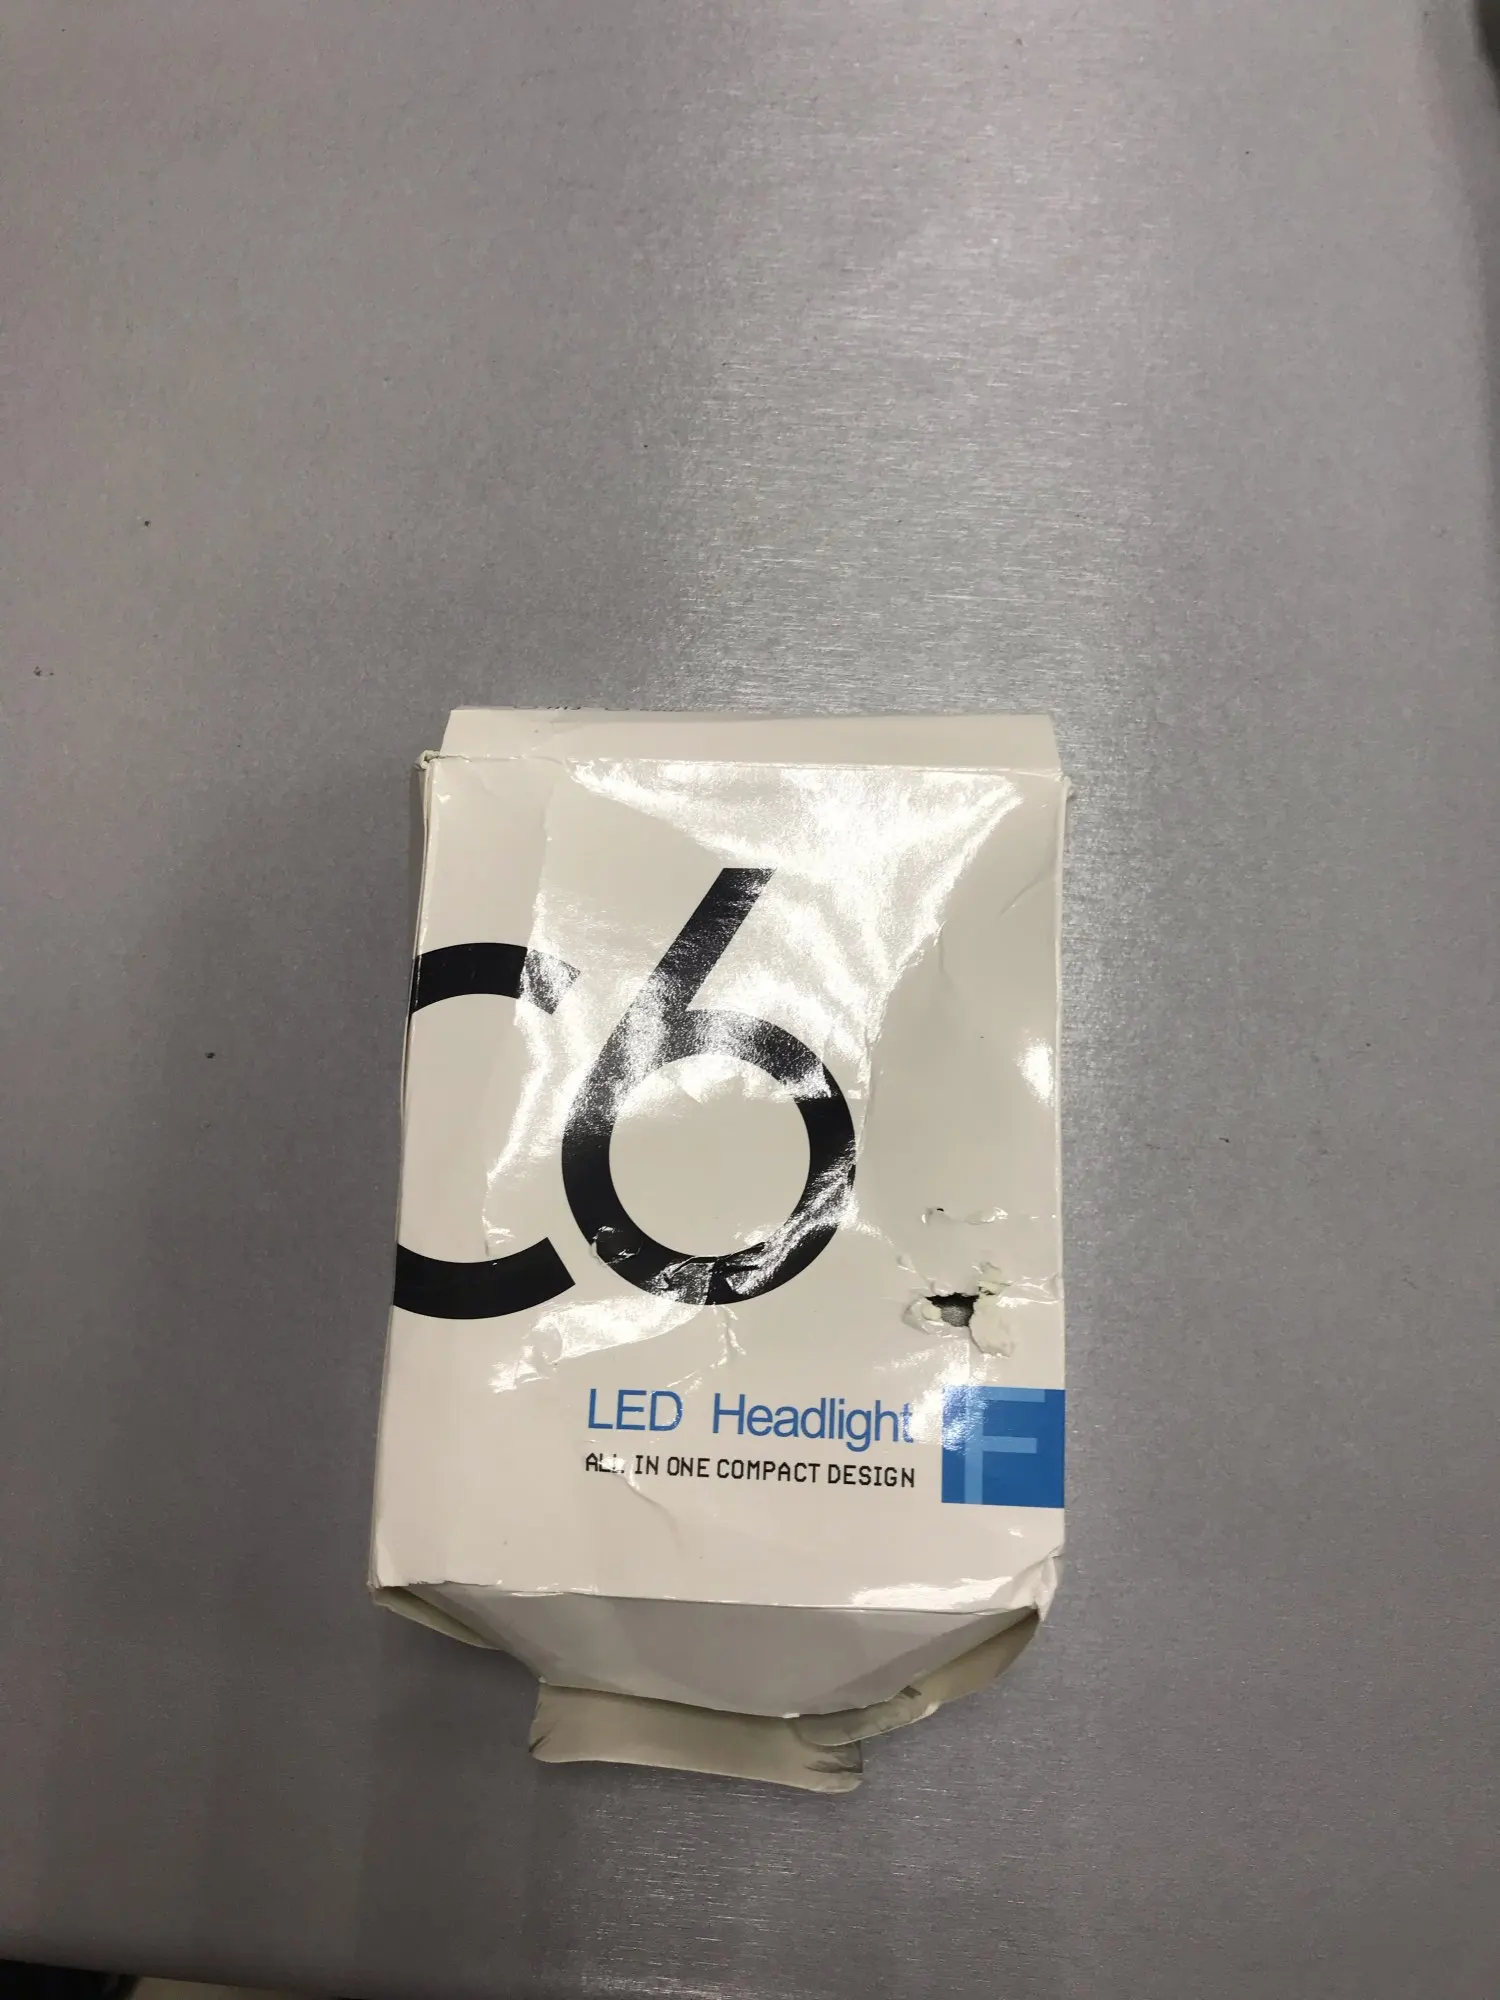 C6
LED Headlight
ALL IN ONE COMPACT DESIGN
F